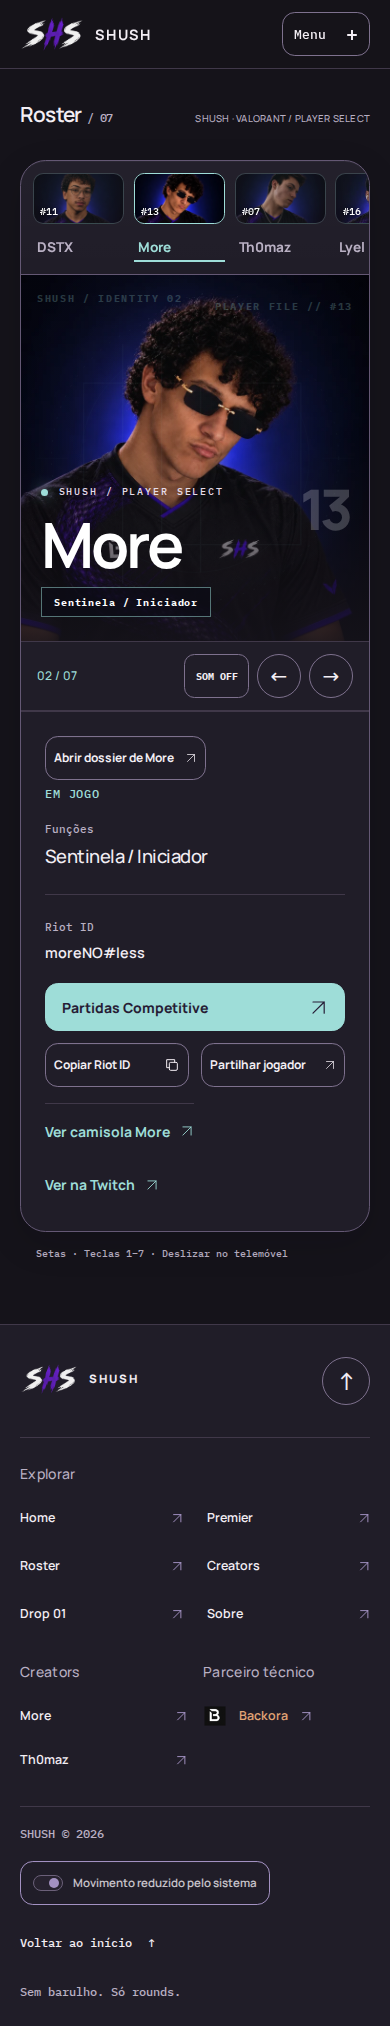 SHS SHUSH
Menu +
Roster / 07
SHUSH · VALORANT / PLAYER SELECT
#11
#13
#07
#16
DSTX
More
Th0maz
Lyel
SHUSH / IDENTITY 02
PLAYER FILE // #13
SHUSH / PLAYER SELECT
13
More
SHS
Sentinela / Iniciador
02 / 07
SOM OFF
←
→
Abrir dossier de More
EM JOGO
Funções
Sentinela / Iniciador
Riot ID
moreNO#less
Partidas Competitive
Copiar Riot ID
Partilhar jogador
Ver camisola More
Ver na Twitch
Setas · Teclas 1–7 · Deslizar no telemóvel
SHS SHUSH
↑
Explorar
Home
Premier
Roster
Creators
Drop 01
Sobre
Creators
Parceiro técnico
More
B Backora
Th0maz
SHUSH © 2026
Movimento reduzido pelo sistema
Voltar ao início ↑
Sem barulho. Só rounds.